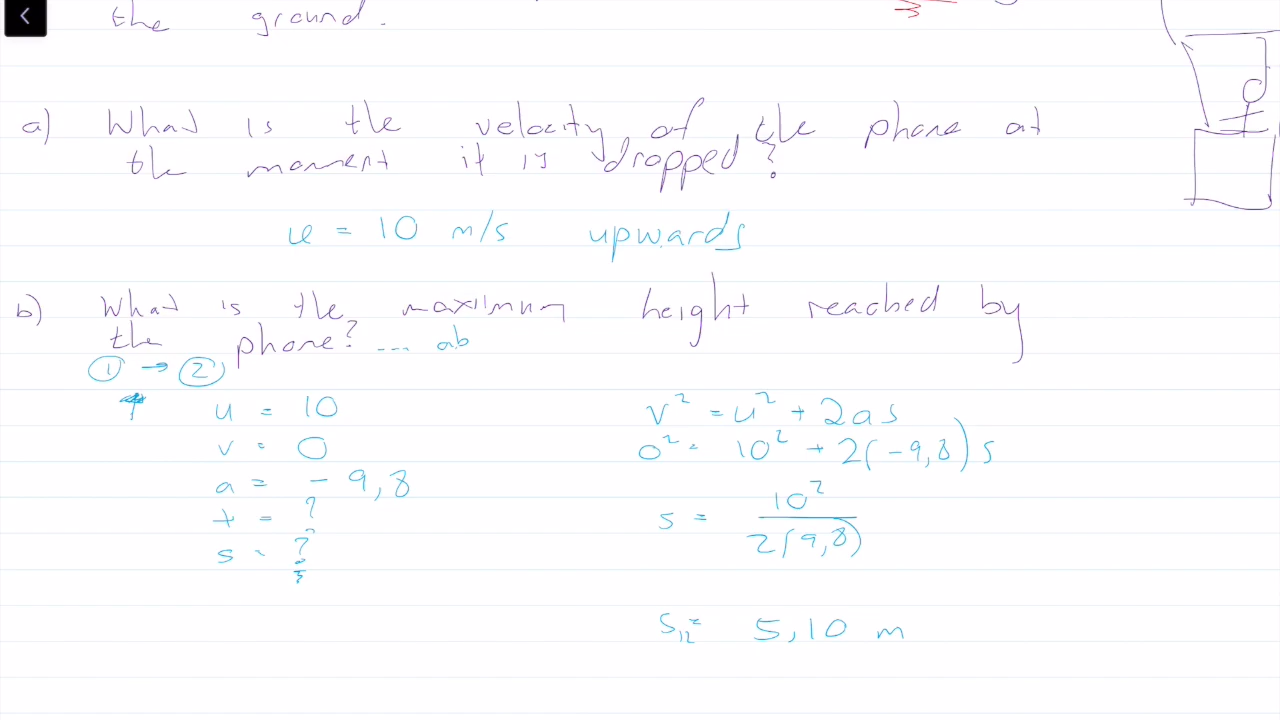 the ground.
a) What is the velocity of the phone at
the moment it is dropped?
u = 10 m/s upwards
b) What is the maximum height reached by
the phone? ... ab
① → ②
↑ u = 10
v = 0
a = - 9,8
t = ?
s = ?
v² = u² + 2as
0² = 10² + 2(-9,8)s
s = 10² / 2(9,8)
S₁₂ = 5,10 m